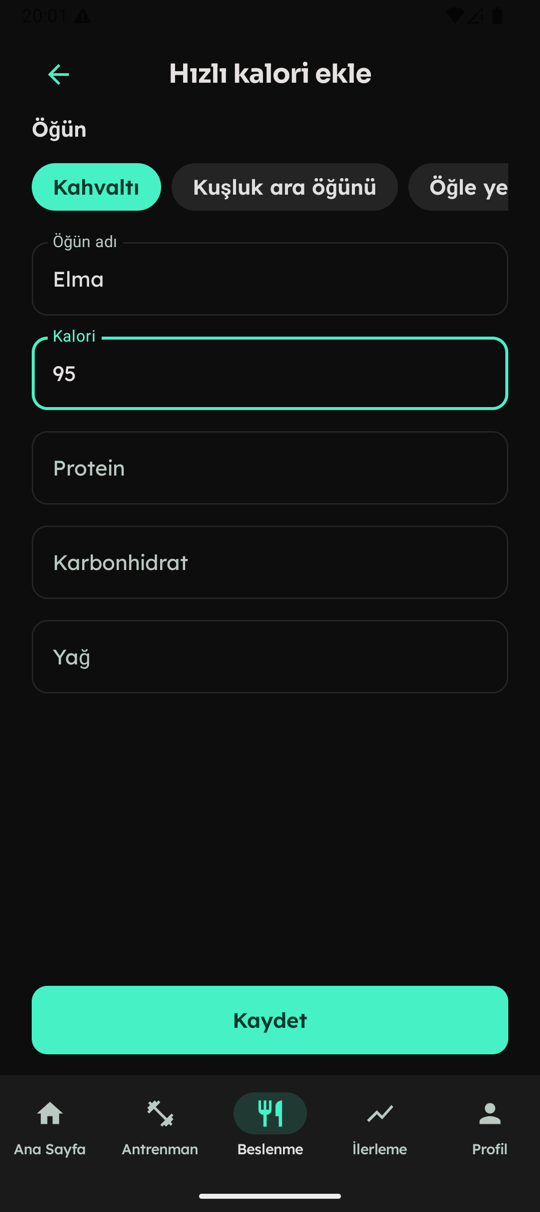 20:01
Hızlı kalori ekle
Öğün
Kahvaltı
Kuşluk ara öğünü
Öğle ye
Öğün adı
Elma
Kalori
95
Protein
Karbonhidrat
Yağ
Kaydet
Ana Sayfa
Antrenman
Beslenme
İlerleme
Profil